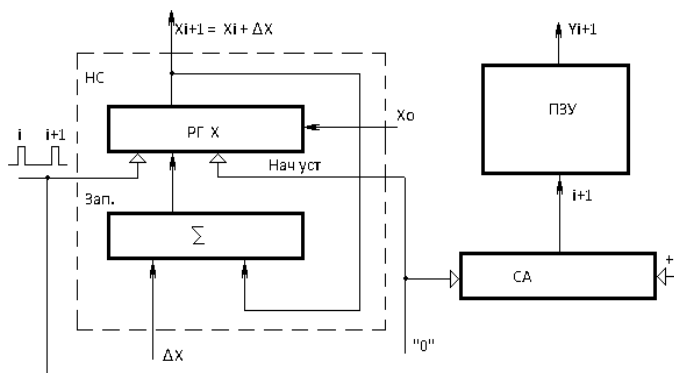 Xi+1 = Xi + ΔX
Yi+1
НС
ПЗУ
Xo
РГ X
i i+1
Нач уст
i+1
Зап.
Σ
+
СА
"0"
ΔX